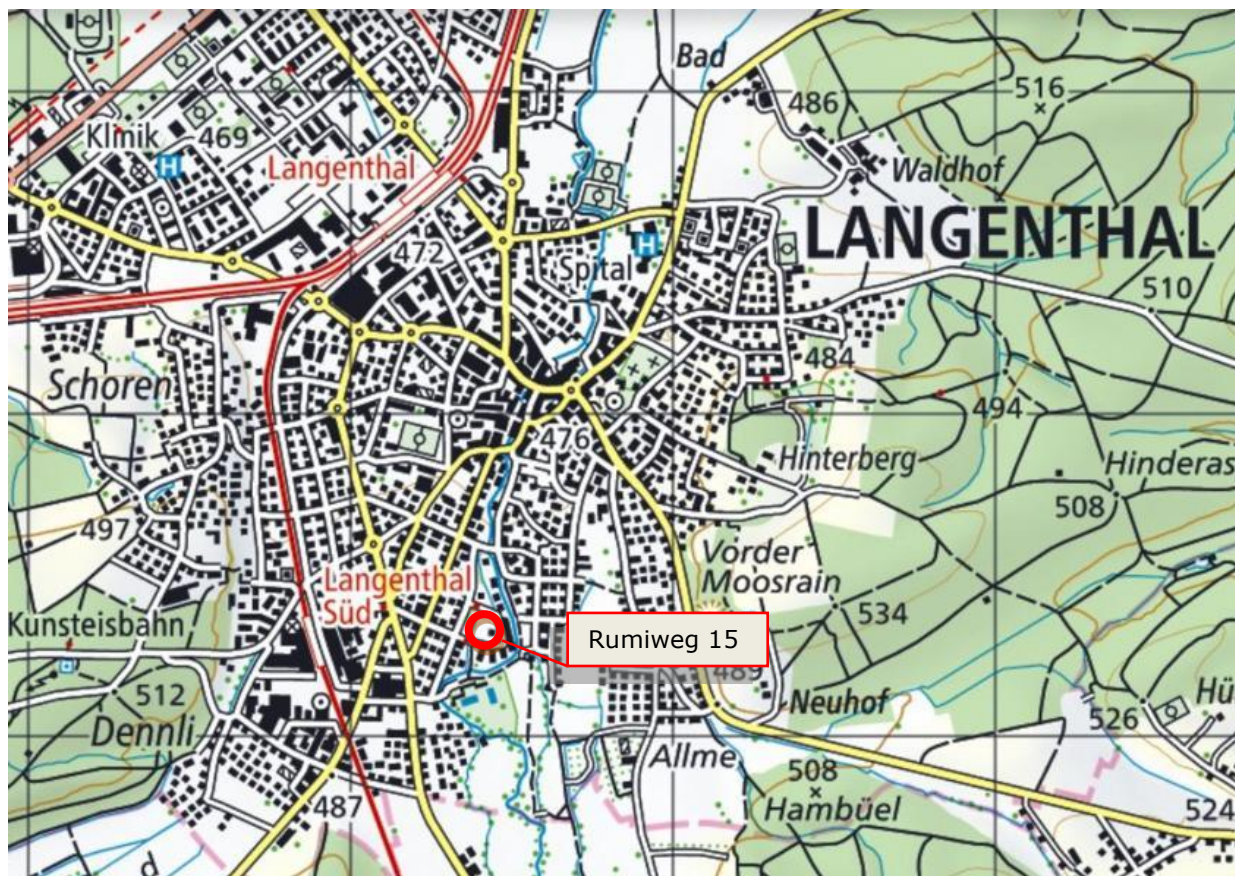 Bad
486
516
Klinik
469
H
Langenthal
Waldhof
LANGENTHAL
472
H
Spital
510
Schoren
484
494
476
Hinterberg
Hinderas
497
508
Vorder
Moosrain
Langenthal
Süd
534
Kunsteisbahn
Rumiweg 15
489
512
Dennli
Neuhof
526
Hü
Allme
508
Hambüel
487
524
d